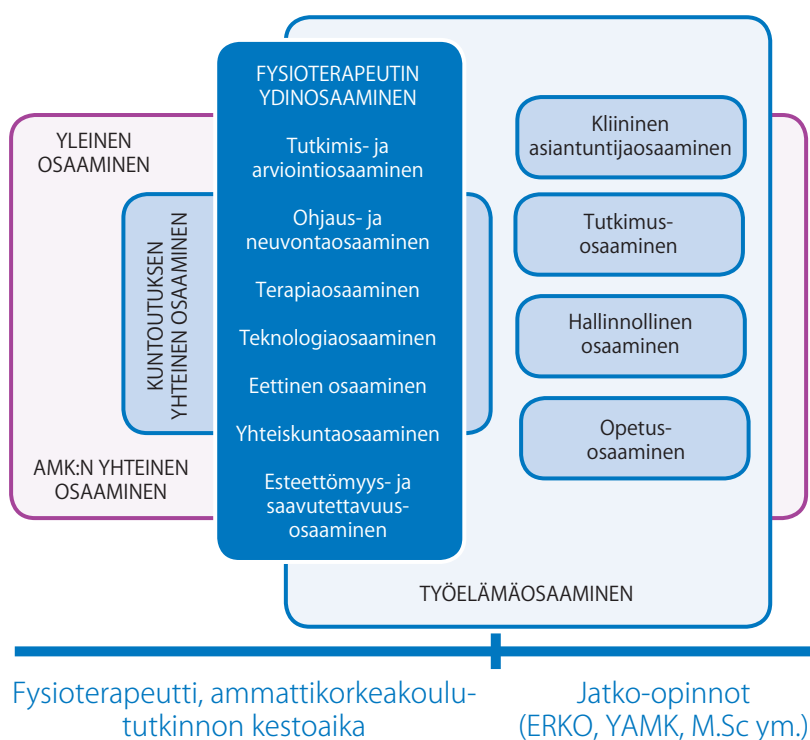 YLEINEN
OSAAMINEN
KUNTOUTUKSEN
YHTEINEN OSAAMINEN
AMK:N YHTEINEN
OSAAMINEN
FYSIOTERAPEUTIN
YDINOSAAMINEN
Tutkimis- ja
arviointiosaaminen
Ohjaus- ja
neuvontaosaaminen
Terapiaosaaminen
Teknologiaosaaminen
Eettinen osaaminen
Yhteiskuntaosaaminen
Esteettömyys- ja
saavutettavuus-
osaaminen
Kliininen
asiantuntijaosaaminen
Tutkimus-
osaaminen
Hallinnollinen
osaaminen
Opetus-
osaaminen
TYÖELÄMÄOSAAMINEN
Fysioterapeutti, ammattikorkeakoulu-
tutkinnon kestoaika
Jatko-opinnot
(ERKO, YAMK, M.Sc ym.)